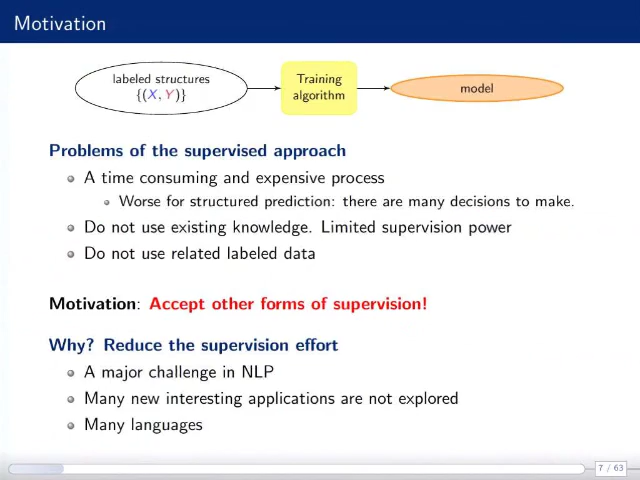 Motivation
labeled structures
{(X, Y)}
Training
algorithm
model
Problems of the supervised approach
A time consuming and expensive process
Worse for structured prediction: there are many decisions to make.
Do not use existing knowledge. Limited supervision power
Do not use related labeled data
Motivation: Accept other forms of supervision!
Why? Reduce the supervision effort
A major challenge in NLP
Many new interesting applications are not explored
Many languages
7 / 63